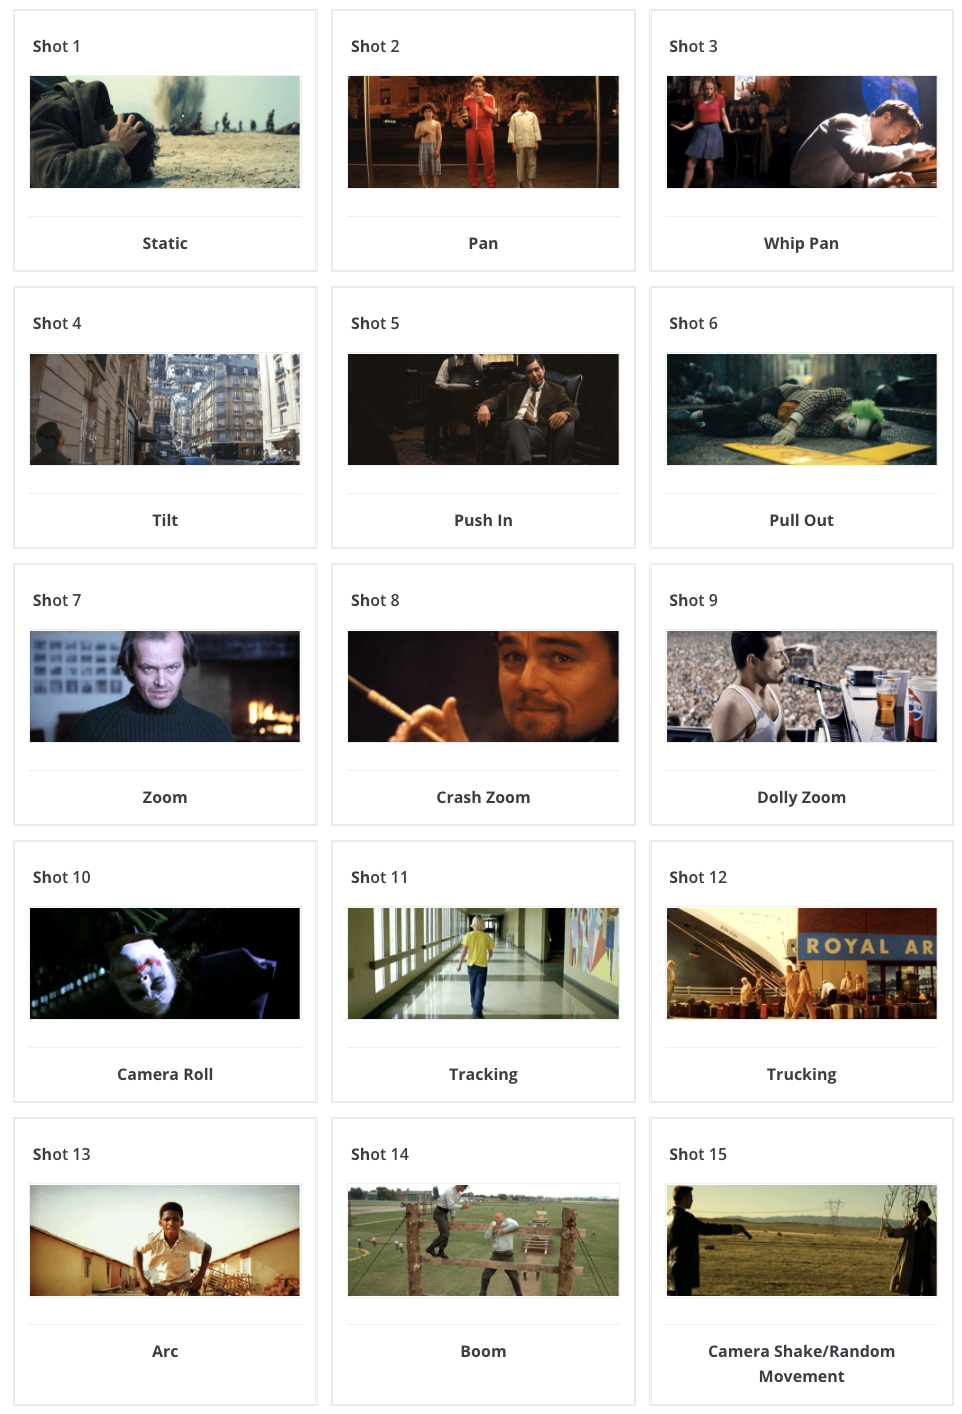 Shot 1
Shot 2
Shot 3
Static
Pan
Whip Pan
Shot 4
Shot 5
Shot 6
Tilt
Push In
Pull Out
Shot 7
Shot 8
Shot 9
Zoom
Crash Zoom
Dolly Zoom
Shot 10
Shot 11
Shot 12
ROYAL AR
Camera Roll
Tracking
Trucking
Shot 13
Shot 14
Shot 15
Arc
Boom
Camera Shake/Random
Movement